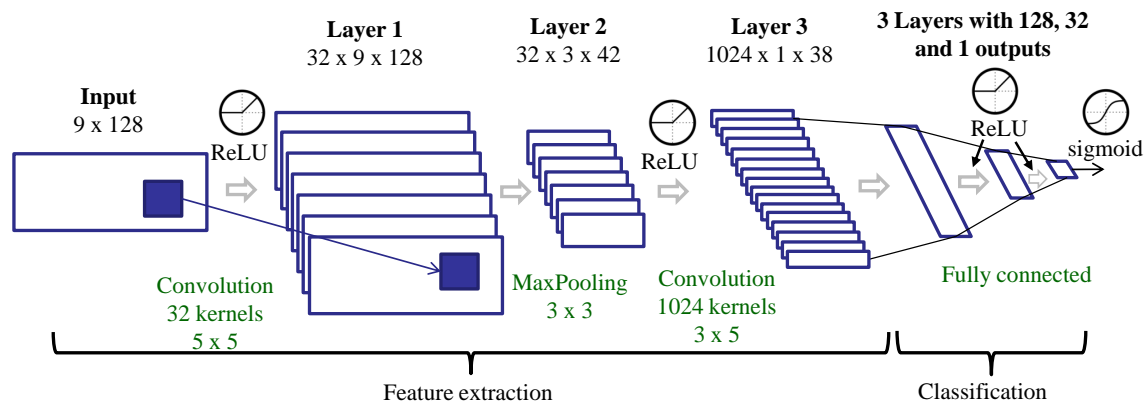 Input
9 x 128
ReLU
Layer 1
32 x 9 x 128
Layer 2
32 x 3 x 42
ReLU
Layer 3
1024 x 1 x 38
3 Layers with 128, 32
and 1 outputs
ReLU
sigmoid
Convolution
32 kernels
5 x 5
MaxPooling
3 x 3
Convolution
1024 kernels
3 x 5
Fully connected
Feature extraction
Classification